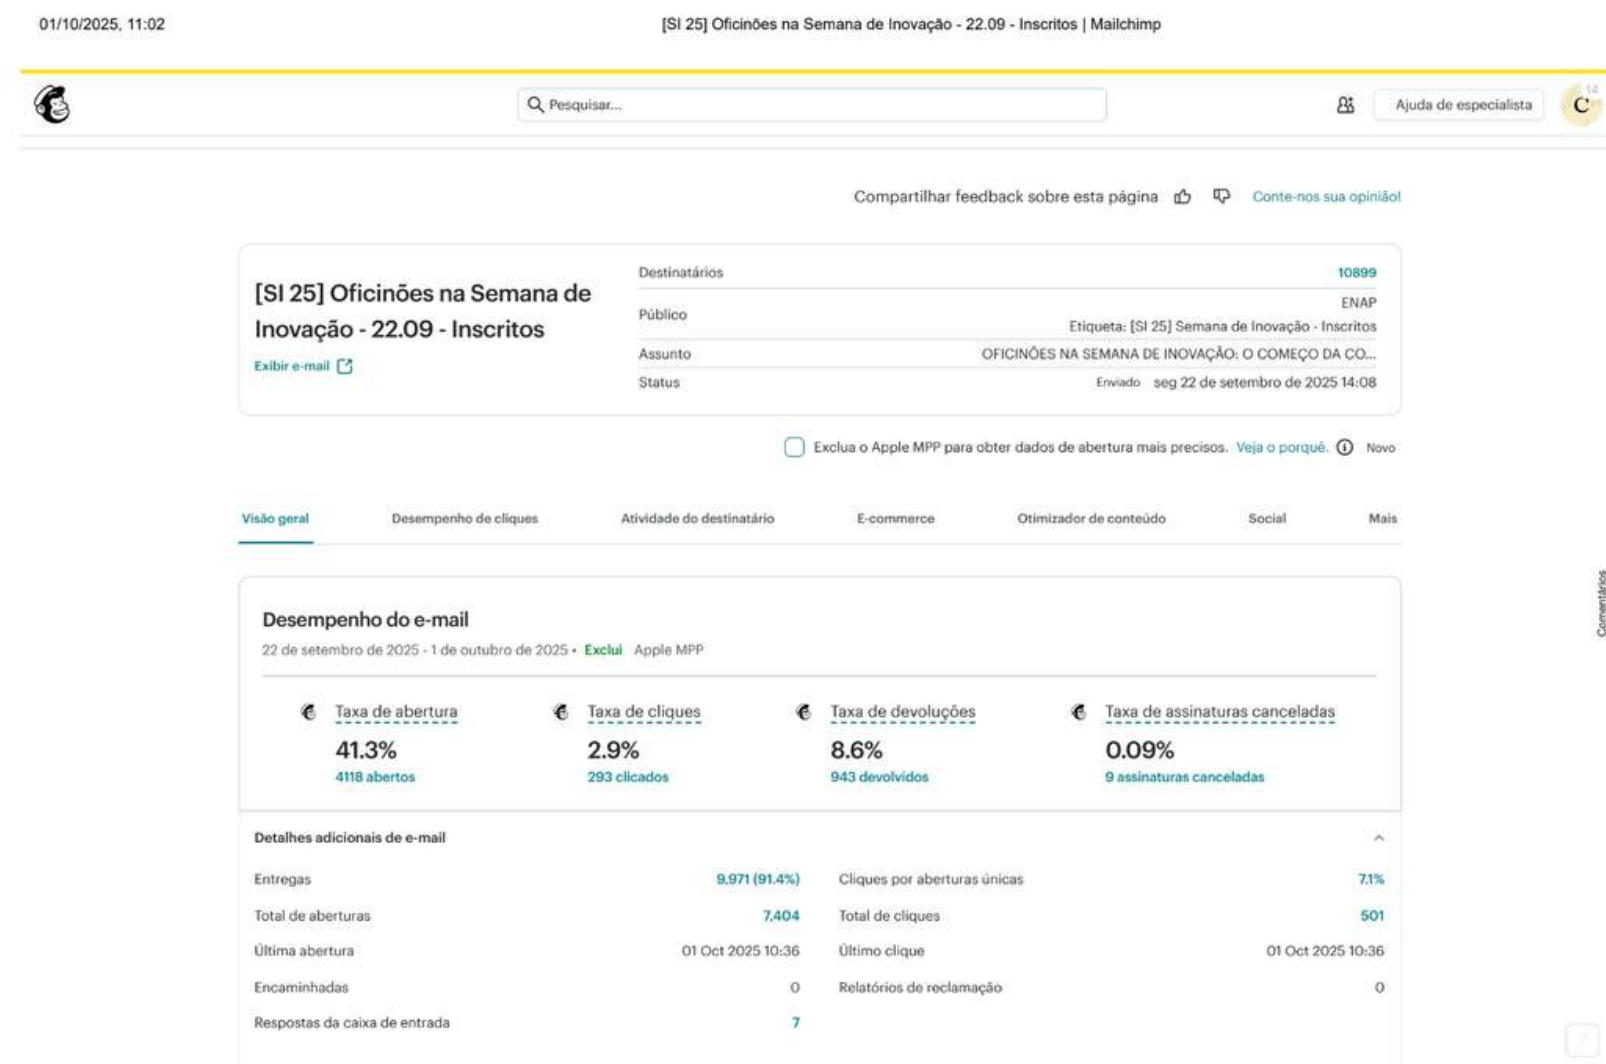 01/10/2025, 11:02
[SI 25] Oficinões na Semana de Inovação - 22.09 - Inscritos | Mailchimp
Pesquisar...
Ajuda de especialista
C
14
Compartilhar feedback sobre esta página
Conte-nos sua opinião!
[SI 25] Oficinões na Semana de
Inovação - 22.09 - Inscritos
Exibir e-mail
Destinatários
10899
Público
ENAP
Etiqueta: [SI 25] Semana de Inovação - Inscritos
Assunto
OFICINÕES NA SEMANA DE INOVAÇÃO: O COMEÇO DA CO...
Status
Enviado seg 22 de setembro de 2025 14:08
Exclua o Apple MPP para obter dados de abertura mais precisos. Veja o porquê. Novo
Visão geral
Desempenho de cliques
Atividade do destinatário
E-commerce
Otimizador de conteúdo
Social
Mais
Comentários
Desempenho do e-mail
22 de setembro de 2025 - 1 de outubro de 2025 • Exclui Apple MPP
Taxa de abertura
41.3%
4118 abertos
Taxa de cliques
2.9%
293 clicados
Taxa de devoluções
8.6%
943 devolvidos
Taxa de assinaturas canceladas
0.09%
9 assinaturas canceladas
Detalhes adicionais de e-mail
Entregas
9,971 (91.4%)
Cliques por aberturas únicas
7.1%
Total de aberturas
7,404
Total de cliques
501
Última abertura
01 Oct 2025 10:36
Último clique
01 Oct 2025 10:36
Encaminhadas
0
Relatórios de reclamação
0
Respostas da caixa de entrada
7